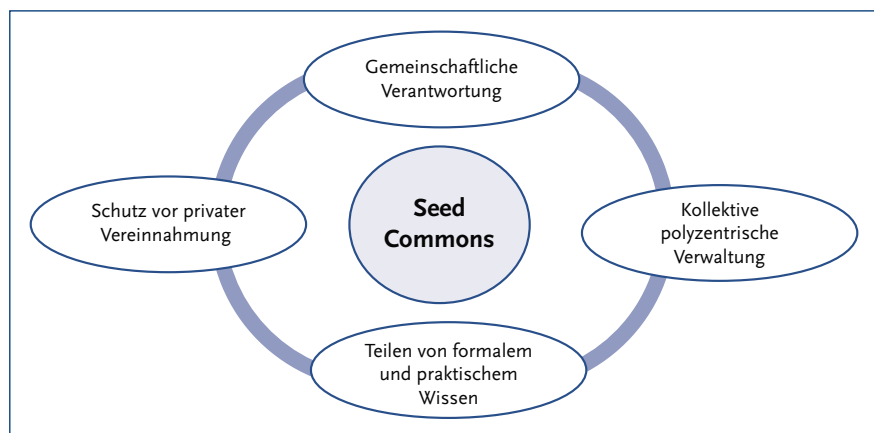 Gemeinschaftliche
Verantwortung
Schutz vor privater
Vereinnahmung
Seed
Commons
Kollektive
polyzentrische
Verwaltung
Teilen von formalem
und praktischem
Wissen